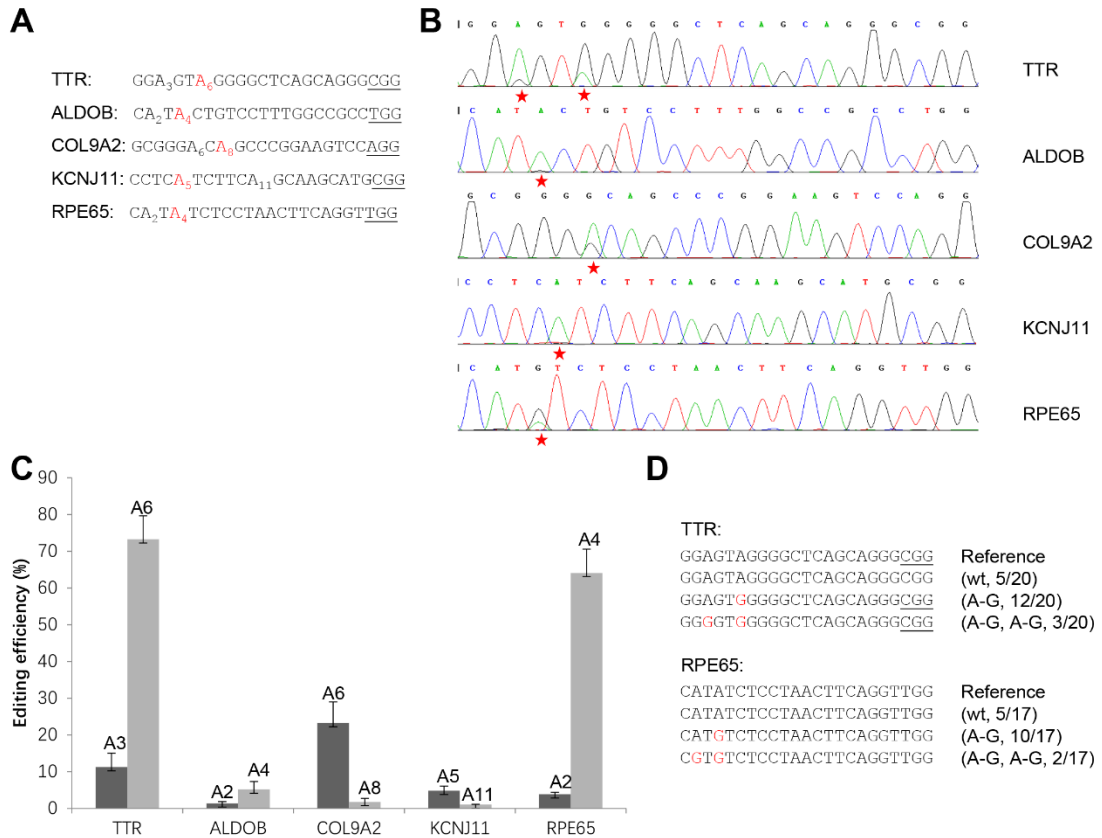 A
TTR: GGA₃GTA₆GGGGCTCAGCAGGGCGG
ALDOB: CA₂TA₄CTGTCCTTTGGCCGCCTGG
COL9A2: GCGGGA₆CA₈GCCCGGAAGTCCAGG
KCNJ11: CCTCA₅TCTTCA₁₁GCAAGCATGCGG
RPE65: CA₂TA₄TCTCCTAACTTCAGGTTGG
B
G G A G T G G G G G C T C A G C A G G G C G G
TTR
C A T A C T G T C C T T T G G C C G C C T G G
ALDOB
G C G G G G C A G C C C G G A A G T C C A G G
COL9A2
C C T C A T C T T C A G C A A G C A T G C G G
KCNJ11
C A T G T C T C C T A A C T T C A G G T T G G
RPE65
C
Editing efficiency (%)
90
80
70
60
50
40
30
20
10
0
A3 A6
A2 A4
A6 A8
A5 A11
A2 A4
TTR ALDOB COL9A2 KCNJ11 RPE65
D
TTR:
GGAGTAGGGGCTCAGCAGGGCGG Reference
GGAGTAGGGGCTCAGCAGGGCGG (wt, 5/20)
GGAGTGGGGGCTCAGCAGGGCGG (A-G, 12/20)
GGGGTGGGGGCTCAGCAGGGCGG (A-G, A-G, 3/20)
RPE65:
CATATCTCCTAACTTCAGGTTGG Reference
CATATCTCCTAACTTCAGGTTGG (wt, 5/17)
CATGTCTCCTAACTTCAGGTTGG (A-G, 10/17)
CGTGTCTCCTAACTTCAGGTTGG (A-G, A-G, 2/17)